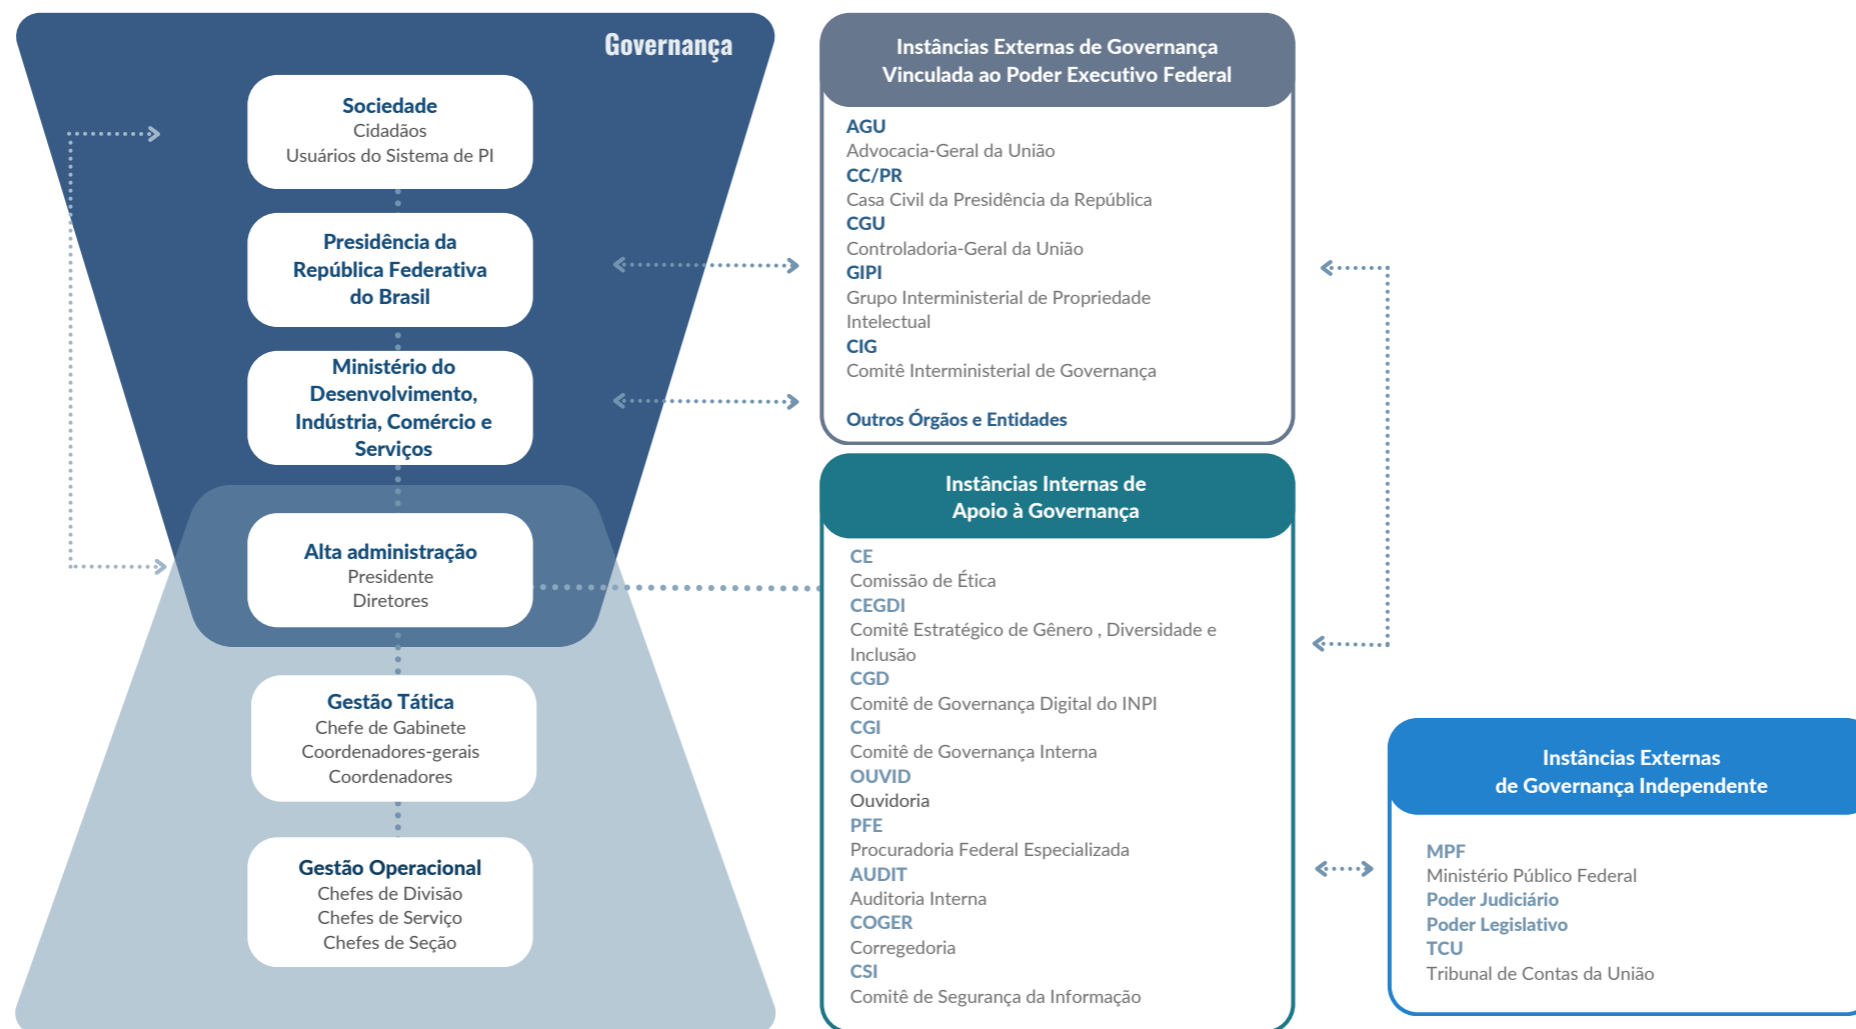 Governança
Sociedade
Cidadãos
Usuários do Sistema de PI
Presidência da
República Federativa
do Brasil
Ministério do
Desenvolvimento,
Indústria, Comércio e
Serviços
Alta administração
Presidente
Diretores
Gestão Tática
Chefe de Gabinete
Coordenadores-gerais
Coordenadores
Gestão Operacional
Chefes de Divisão
Chefes de Serviço
Chefes de Seção
Instâncias Externas de Governança
Vinculada ao Poder Executivo Federal
AGU
Advocacia-Geral da União
CC/PR
Casa Civil da Presidência da República
CGU
Controladoria-Geral da União
GIPI
Grupo Interministerial de Propriedade
Intelectual
CIG
Comitê Interministerial de Governança
Outros Órgãos e Entidades
Instâncias Internas de
Apoio à Governança
CE
Comissão de Ética
CEGDI
Comitê Estratégico de Gênero , Diversidade e
Inclusão
CGD
Comitê de Governança Digital do INPI
CGI
Comitê de Governança Interna
OUVID
Ouvidoria
PFE
Procuradoria Federal Especializada
AUDIT
Auditoria Interna
COGER
Corregedoria
CSI
Comitê de Segurança da Informação
Instâncias Externas
de Governança Independente
MPF
Ministério Público Federal
Poder Judiciário
Poder Legislativo
TCU
Tribunal de Contas da União